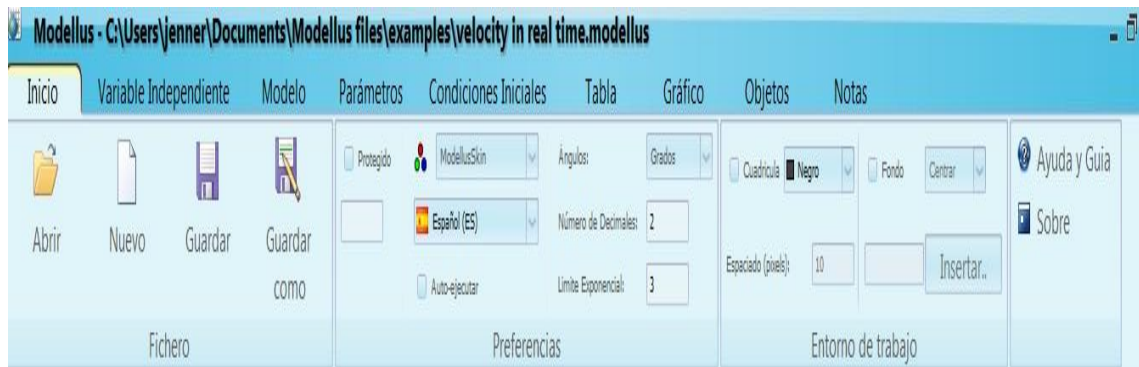 Modellus - C:\Users\jenner\Documents\Modellus files\examples\velocity in real time.modellus
Inicio Variable Independiente Modelo Parámetros Condiciones Iniciales Tabla Gráfico Objetos Notas
Abrir Nuevo Guardar Guardar como
Fichero
Protegido ModellusSkin Ángulos: Grados
Español (ES) Número de Decimales: 2
Auto-ejecutar Limite Exponencial: 3
Preferencias
Cuadricula Negro Fondo Centrar
Espaciado (pixels): 10 Insertar..
Entorno de trabajo
Ayuda y Guia
Sobre